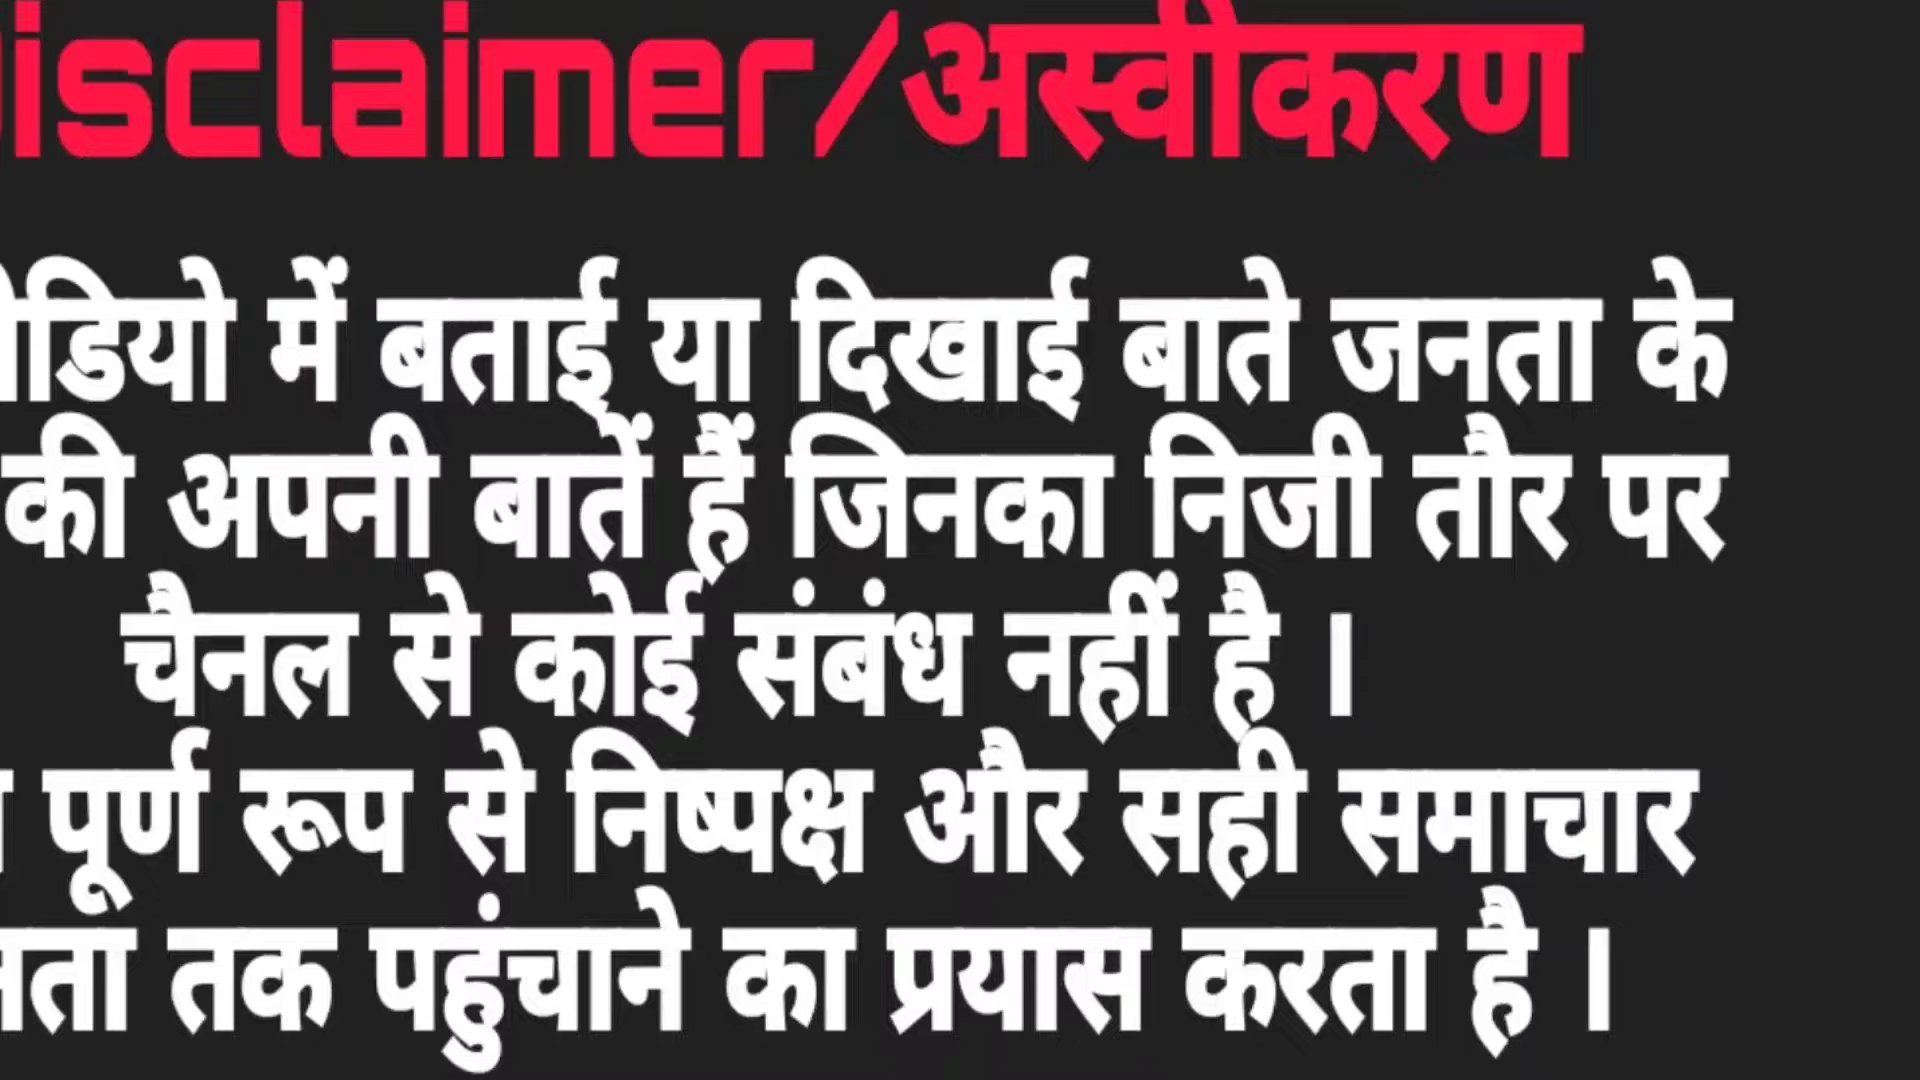 isclaimer/अस्वीकरण
में बताई या दिखाई बाते जनता के
की अपनी बातें हैं जिनका निजी तौर पर
चैनल से कोई संबंध नहीं है ।
पूर्ण रूप से निष्पक्ष और सही समाचार
तक पहुंचाने का प्रयास करता है ।